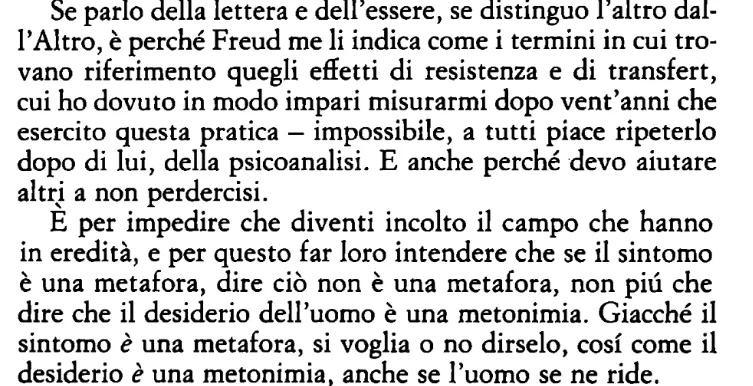 Se parlo della lettera e dell'essere, se distinguo l'altro dal-
l'Altro, è perché Freud me li indica come i termini in cui tro-
vano riferimento quegli effetti di resistenza e di transfert,
cui ho dovuto in modo impari misurarmi dopo vent'anni che
esercito questa pratica – impossibile, a tutti piace ripeterlo
dopo di lui, della psicoanalisi. E anche perché devo aiutare
altri a non perdercisi.
È per impedire che diventi incolto il campo che hanno
in eredità, e per questo far loro intendere che se il sintomo
è una metafora, dire ciò non è una metafora, non piú che
dire che il desiderio dell'uomo è una metonimia. Giacché il
sintomo è una metafora, si voglia o no dirselo, cosí come il
desiderio è una metonimia, anche se l'uomo se ne ride.